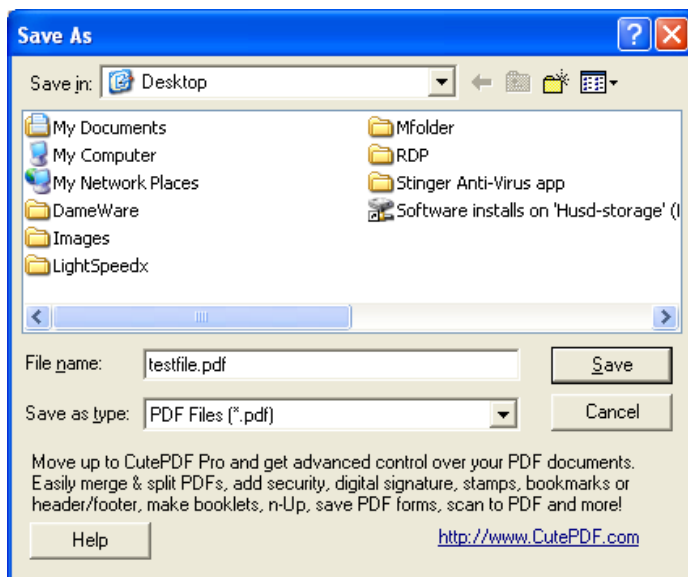 Save As
Save in: Desktop
My Documents
My Computer
My Network Places
DameWare
Images
LightSpeedx
Mfolder
RDP
Stinger Anti-Virus app
Software installs on 'Husd-storage' (I
File name: testfile.pdf
Save
Save as type: PDF Files (*.pdf)
Cancel
Move up to CutePDF Pro and get advanced control over your PDF documents.
Easily merge & split PDFs, add security, digital signature, stamps, bookmarks or
header/footer, make booklets, n-Up, save PDF forms, scan to PDF and more!
Help
http://www.CutePDF.com